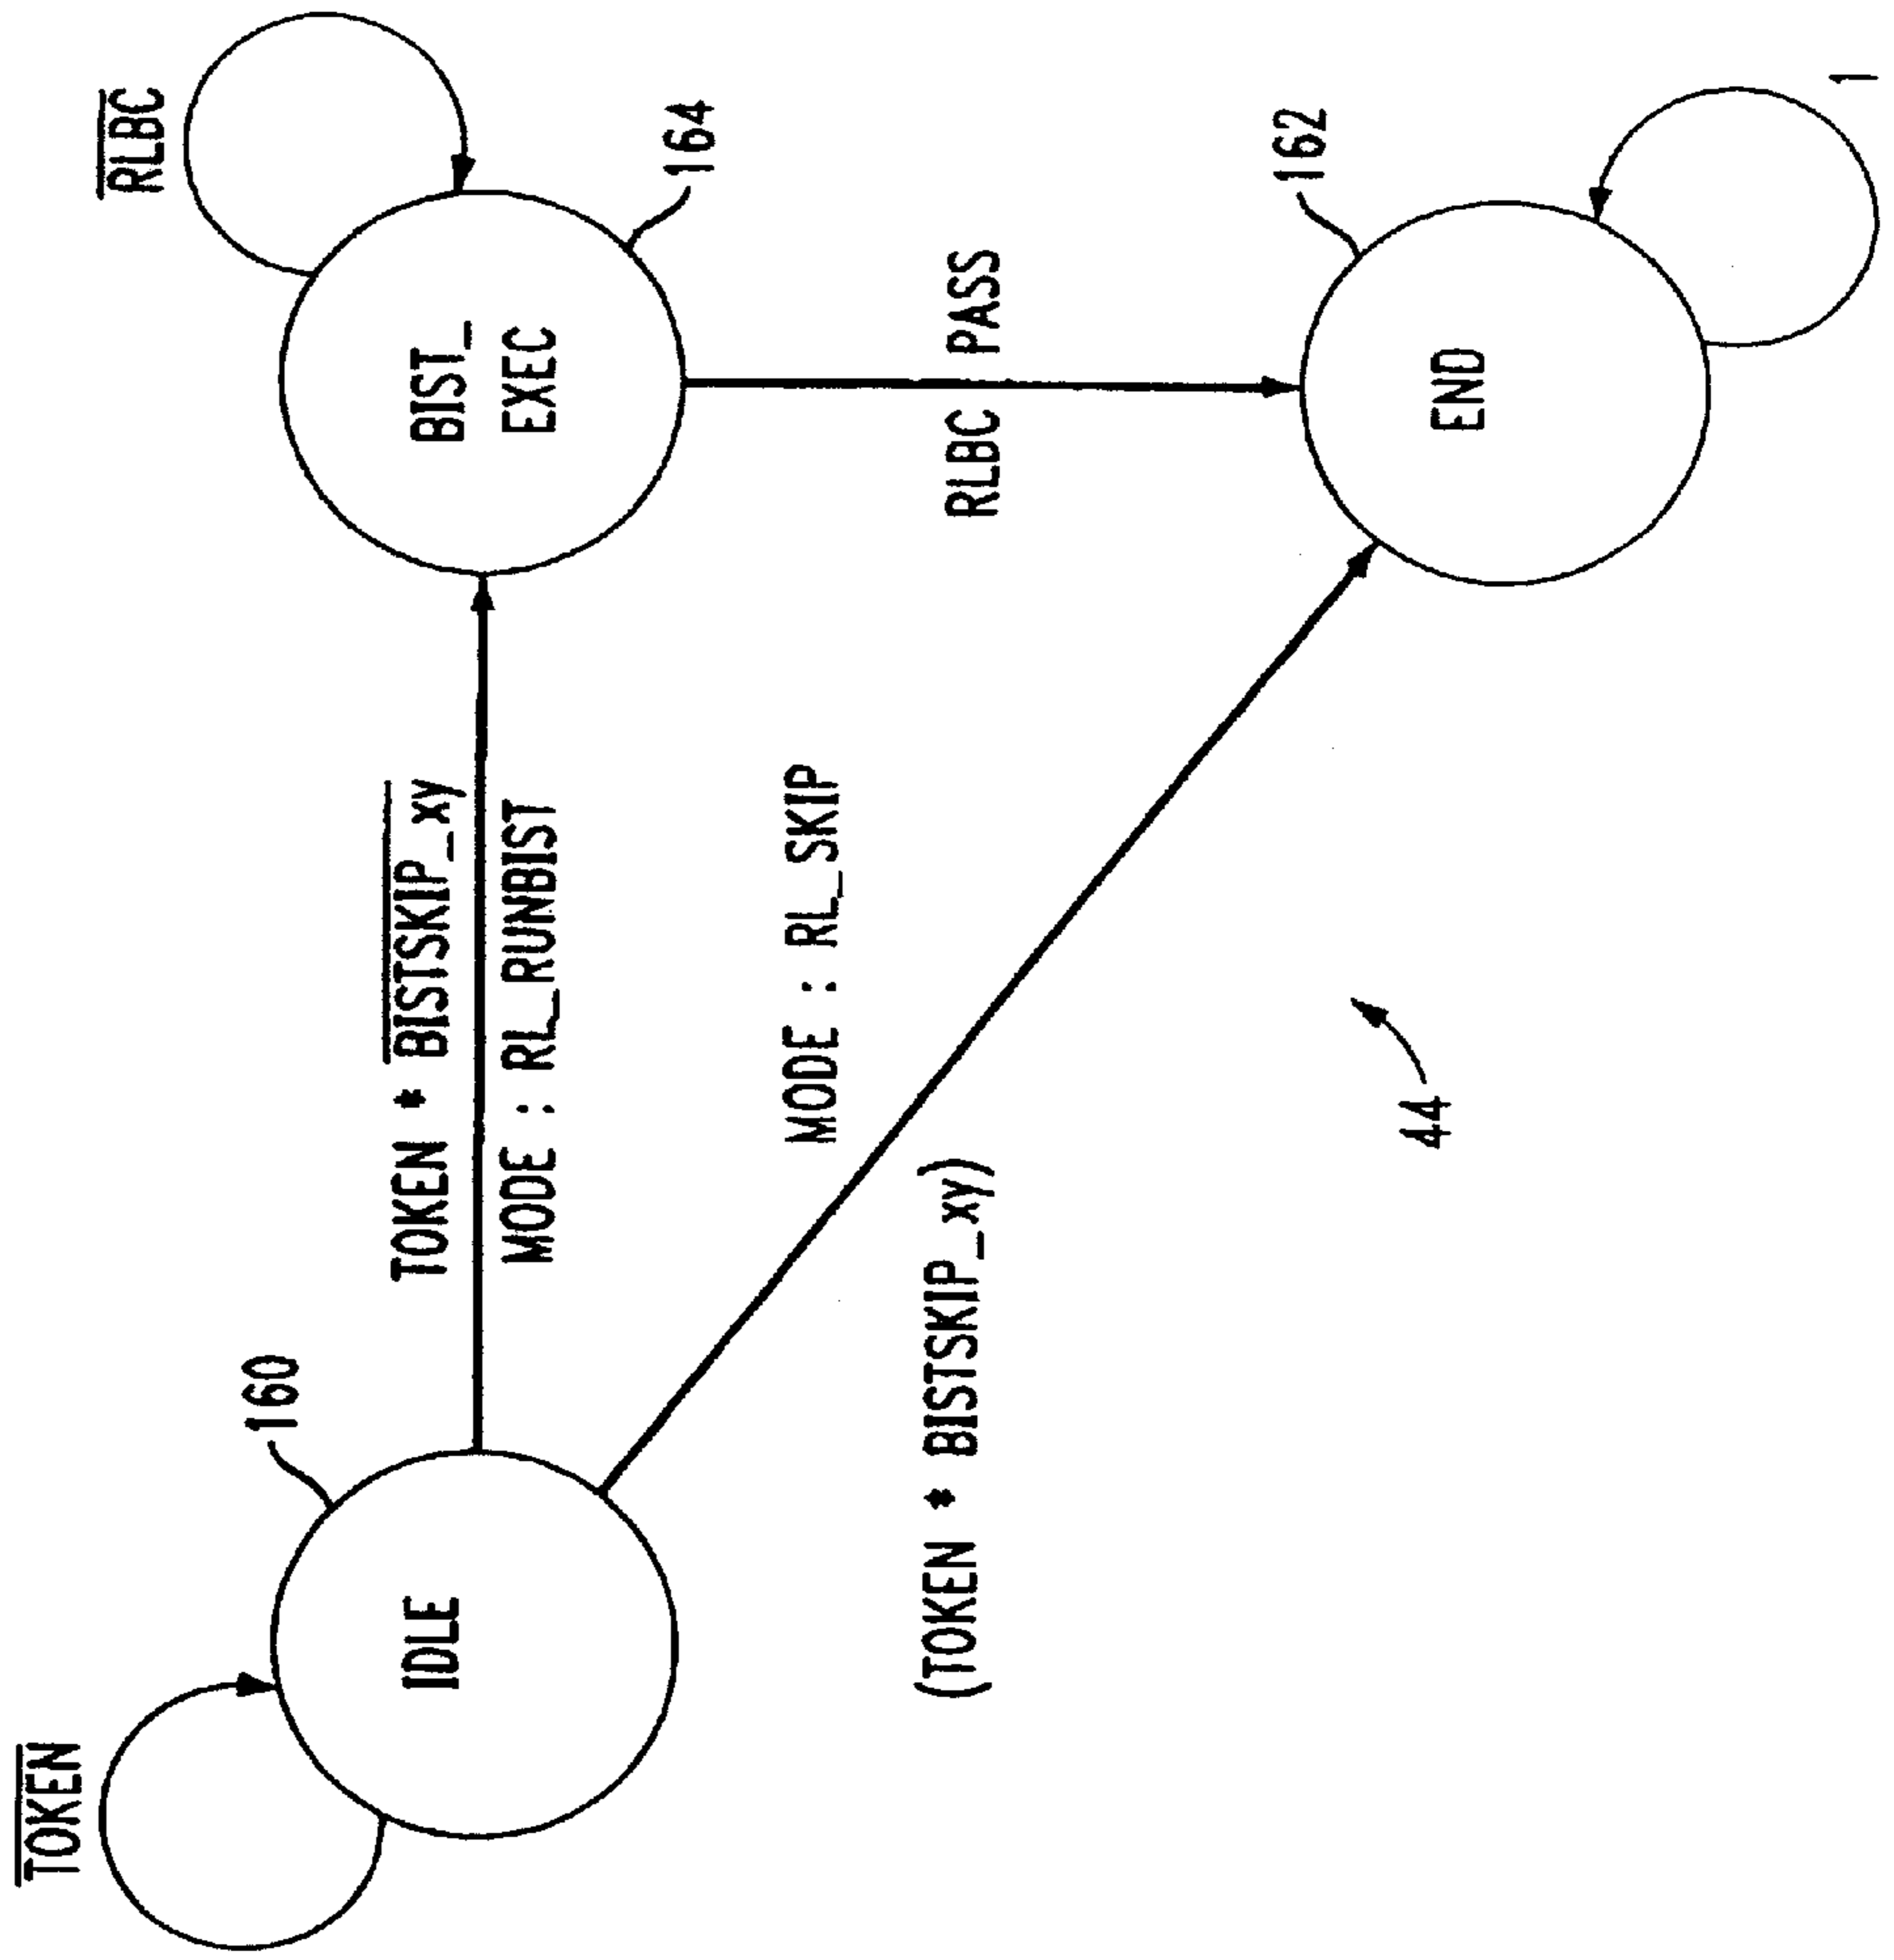 TOKEN
160
IDLE
TOKEN * BISTSKIP_xy
MODE : RL_RUNBIST
RLBC
BIST_
EXEC
164
(TOKEN * BISTSKIP_xy)
MODE : RL_SKIP
RLBC PASS
162
END
1
44